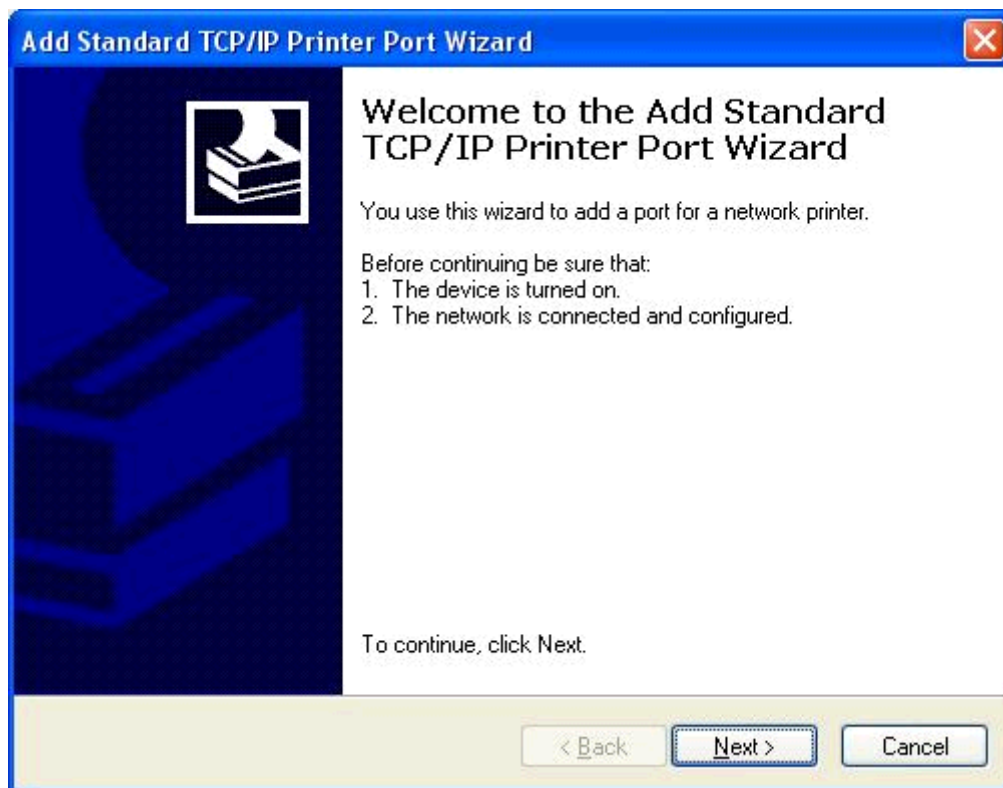 Add Standard TCP/IP Printer Port Wizard
Welcome to the Add Standard
TCP/IP Printer Port Wizard
You use this wizard to add a port for a network printer.
Before continuing be sure that:
1. The device is turned on.
2. The network is connected and configured.
To continue, click Next.
< Back Next > Cancel